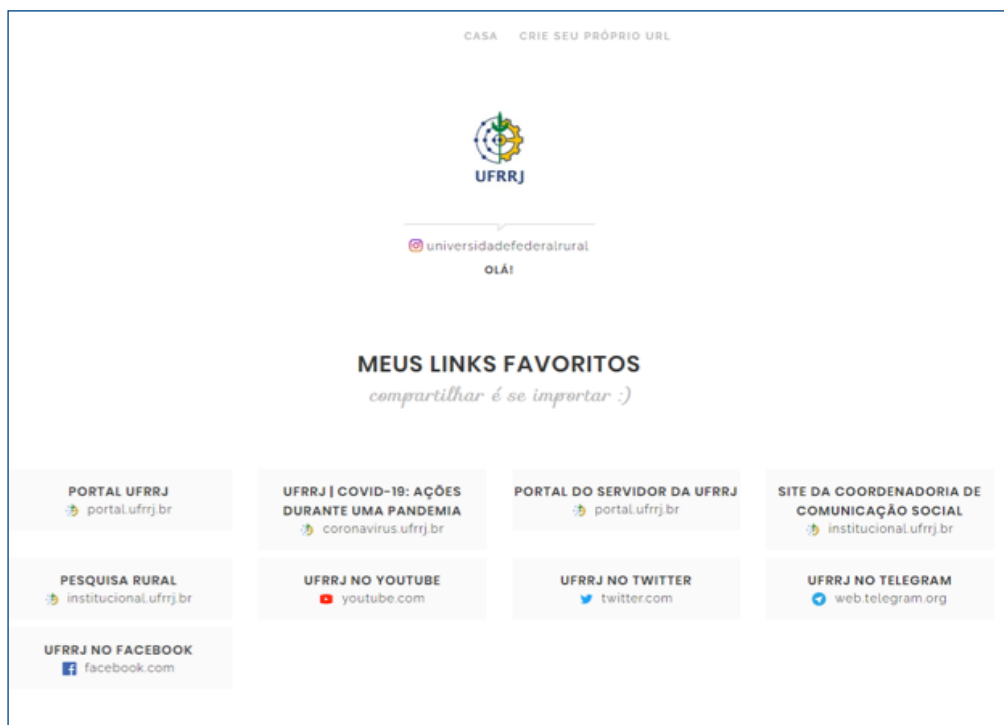 CASA CRIE SEU PRÓPRIO URL
UFRRJ
universidadefederalrural
OLÁ!
MEUS LINKS FAVORITOS
compartilhar é se importar :)
PORTAL UFRRJ
portal.ufrrj.br
UFRRJ | COVID-19: AÇÕES
DURANTE UMA PANDEMIA
coronavirus.ufrrj.br
PORTAL DO SERVIDOR DA UFRRJ
portal.ufrrj.br
SITE DA COORDENADORIA DE
COMUNICAÇÃO SOCIAL
institucional.ufrrj.br
PESQUISA RURAL
institucional.ufrrj.br
UFRRJ NO YOUTUBE
youtube.com
UFRRJ NO TWITTER
twitter.com
UFRRJ NO TELEGRAM
web.telegram.org
UFRRJ NO FACEBOOK
facebook.com